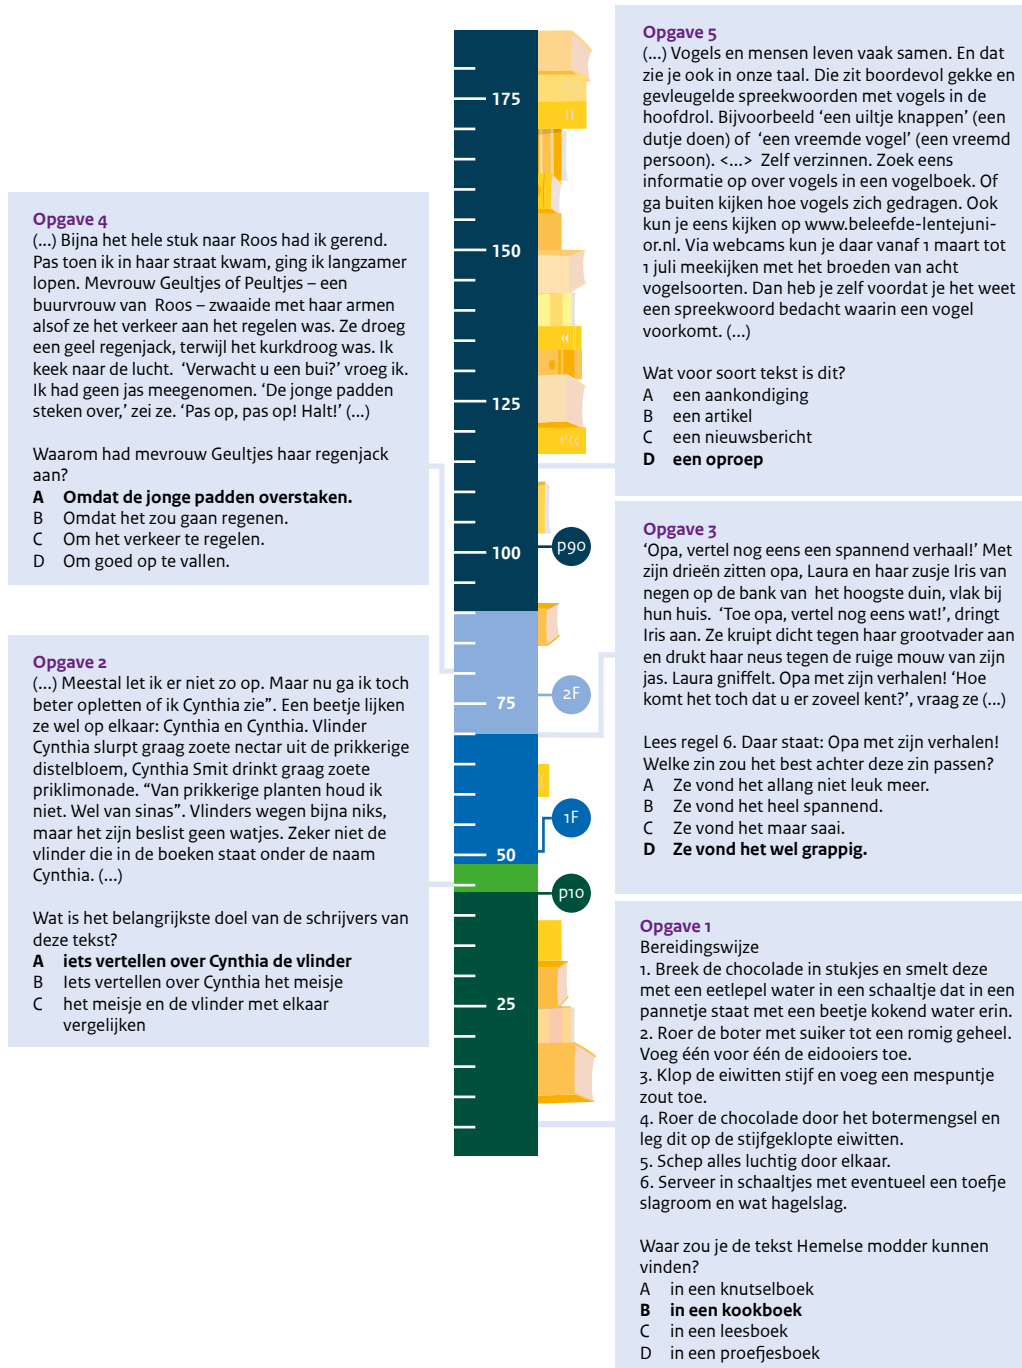 Opgave 5
(...) Vogels en mensen leven vaak samen. En dat
zie je ook in onze taal. Die zit boordevol gekke en
gevleugelde spreekwoorden met vogels in de
hoofdrol. Bijvoorbeeld ‘een uiltje knappen’ (een
dutje doen) of ‘een vreemde vogel’ (een vreemd
persoon). <...> Zelf verzinnen. Zoek eens
informatie op over vogels in een vogelboek. Of
ga buiten kijken hoe vogels zich gedragen. Ook
kun je eens kijken op www.beleefde-lentejuni-
or.nl. Via webcams kun je daar vanaf 1 maart tot
1 juli meekijken met het broeden van acht
vogelsoorten. Dan heb je zelf voordat je het weet
een spreekwoord bedacht waarin een vogel
voorkomt. (...)
Wat voor soort tekst is dit?
A een aankondiging
B een artikel
C een nieuwsbericht
D een oproep
Opgave 4
(...) Bijna het hele stuk naar Roos had ik gerend.
Pas toen ik in haar straat kwam, ging ik langzamer
lopen. Mevrouw Geultjes of Peultjes – een
buurvrouw van Roos – zwaaide met haar armen
alsof ze het verkeer aan het regelen was. Ze droeg
een geel regenjack, terwijl het kurkdroog was. Ik
keek naar de lucht. ‘Verwacht u een bui?’ vroeg ik.
Ik had geen jas meegenomen. ‘De jonge padden
steken over,’ zei ze. ‘Pas op, pas op! Halt!’ (...)
Waarom had mevrouw Geultjes haar regenjack
aan?
A Omdat de jonge padden overstaken.
B Omdat het zou gaan regenen.
C Om het verkeer te regelen.
D Om goed op te vallen.
Opgave 3
‘Opa, vertel nog eens een spannend verhaal!’ Met
zijn drieën zitten opa, Laura en haar zusje Iris van
negen op de bank van het hoogste duin, vlak bij
hun huis. ‘Toe opa, vertel nog eens wat!’, dringt
Iris aan. Ze kruipt dicht tegen haar grootvader aan
en drukt haar neus tegen de ruige mouw van zijn
jas. Laura gniffelt. Opa met zijn verhalen! ‘Hoe
komt het toch dat u er zoveel kent?’, vraag ze (...)
Lees regel 6. Daar staat: Opa met zijn verhalen!
Welke zin zou het best achter deze zin passen?
A Ze vond het allang niet leuk meer.
B Ze vond het heel spannend.
C Ze vond het maar saai.
D Ze vond het wel grappig.
Opgave 2
(...) Meestal let ik er niet zo op. Maar nu ga ik toch
beter opletten of ik Cynthia zie”. Een beetje lijken
ze wel op elkaar: Cynthia en Cynthia. Vlinder
Cynthia slurpt graag zoete nectar uit de prikkerige
distelbloem, Cynthia Smit drinkt graag zoete
priklimonade. “Van prikkerige planten houd ik
niet. Wel van sinas”. Vlinders wegen bijna niks,
maar het zijn beslist geen watjes. Zeker niet de
vlinder die in de boeken staat onder de naam
Cynthia. (...)
Wat is het belangrijkste doel van de schrijvers van
deze tekst?
A iets vertellen over Cynthia de vlinder
B Iets vertellen over Cynthia het meisje
C het meisje en de vlinder met elkaar
vergelijken
Opgave 1
Bereidingswijze
1. Breek de chocolade in stukjes en smelt deze
met een eetlepel water in een schaaltje dat in een
pannetje staat met een beetje kokend water erin.
2. Roer de boter met suiker tot een romig geheel.
Voeg één voor één de eidooiers toe.
3. Klop de eiwitten stijf en voeg een mespuntje
zout toe.
4. Roer de chocolade door het botermengsel en
leg dit op de stijfgeklopte eiwitten.
5. Schep alles luchtig door elkaar.
6. Serveer in schaaltjes met eventueel een toefje
slagroom en wat hagelslag.
Waar zou je de tekst Hemelse modder kunnen
vinden?
A in een knutselboek
B in een kookboek
C in een leesboek
D in een proefjesboek
175
150
125
100
75
50
25
p90
2F
1F
p10